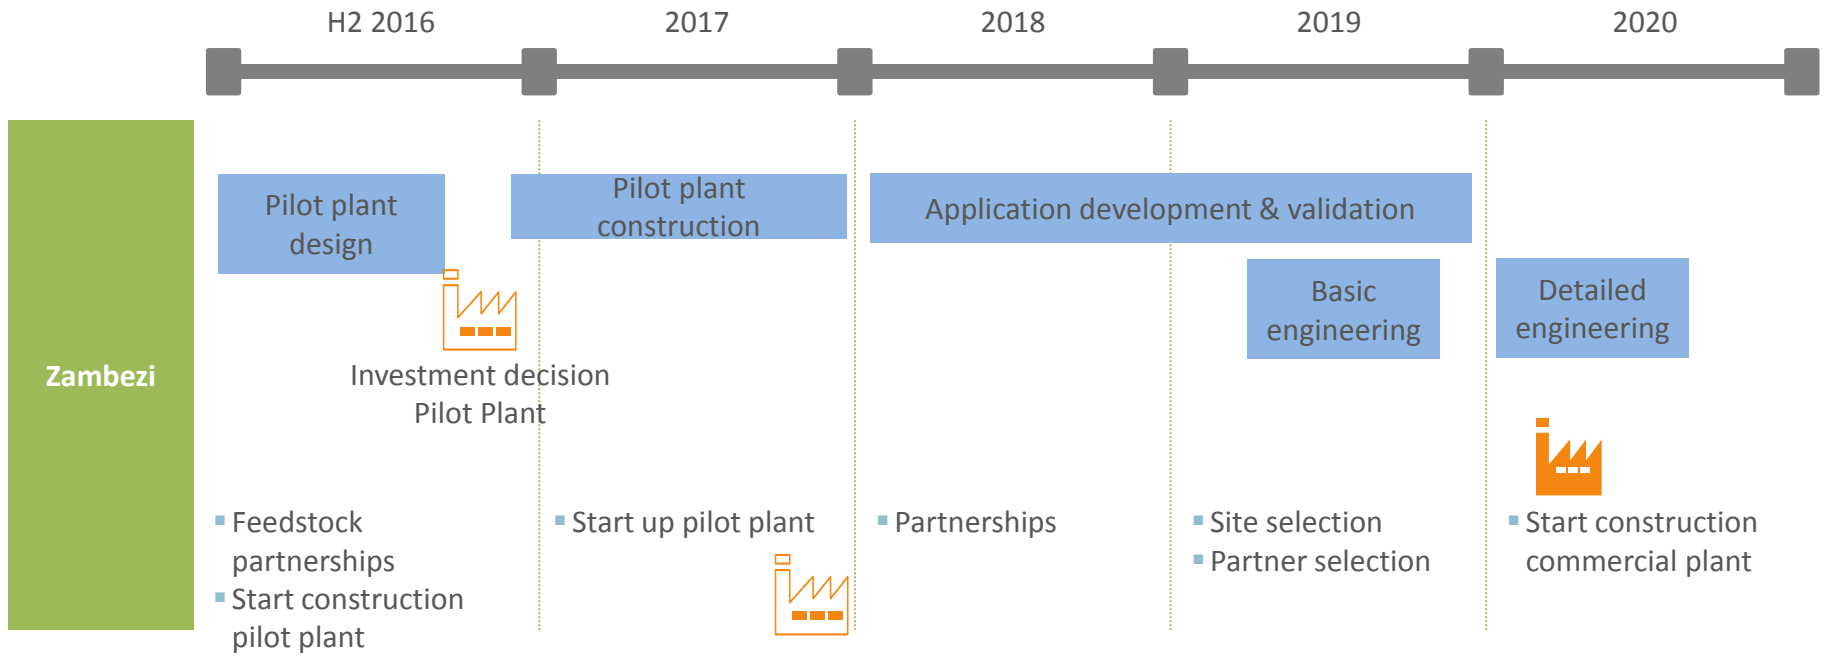 H2 2016
2017
2018
2019
2020
Zambezi
Pilot plant
design
Pilot plant
construction
Application development & validation
Basic
engineering
Detailed
engineering
Investment decision
Pilot Plant
▪ Feedstock
partnerships
▪ Start construction
pilot plant
▪ Start up pilot plant
▪ Partnerships
▪ Site selection
▪ Partner selection
▪ Start construction
commercial plant